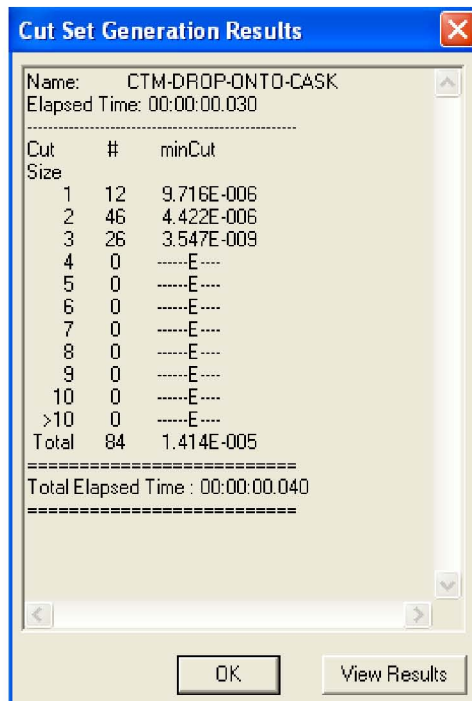 Cut Set Generation Results
Name: CTM-DROP-ONTO-CASK
Elapsed Time: 00:00:00.030
--------------------------------------------------
Cut # minCut
Size
1 12 9.716E-006
2 46 4.422E-006
3 26 3.547E-009
4 0 ------E----
5 0 ------E----
6 0 ------E----
7 0 ------E----
8 0 ------E----
9 0 ------E----
10 0 ------E----
>10 0 ------E----
Total 84 1.414E-005
===========================
Total Elapsed Time : 00:00:00.040
===========================
OK View Results